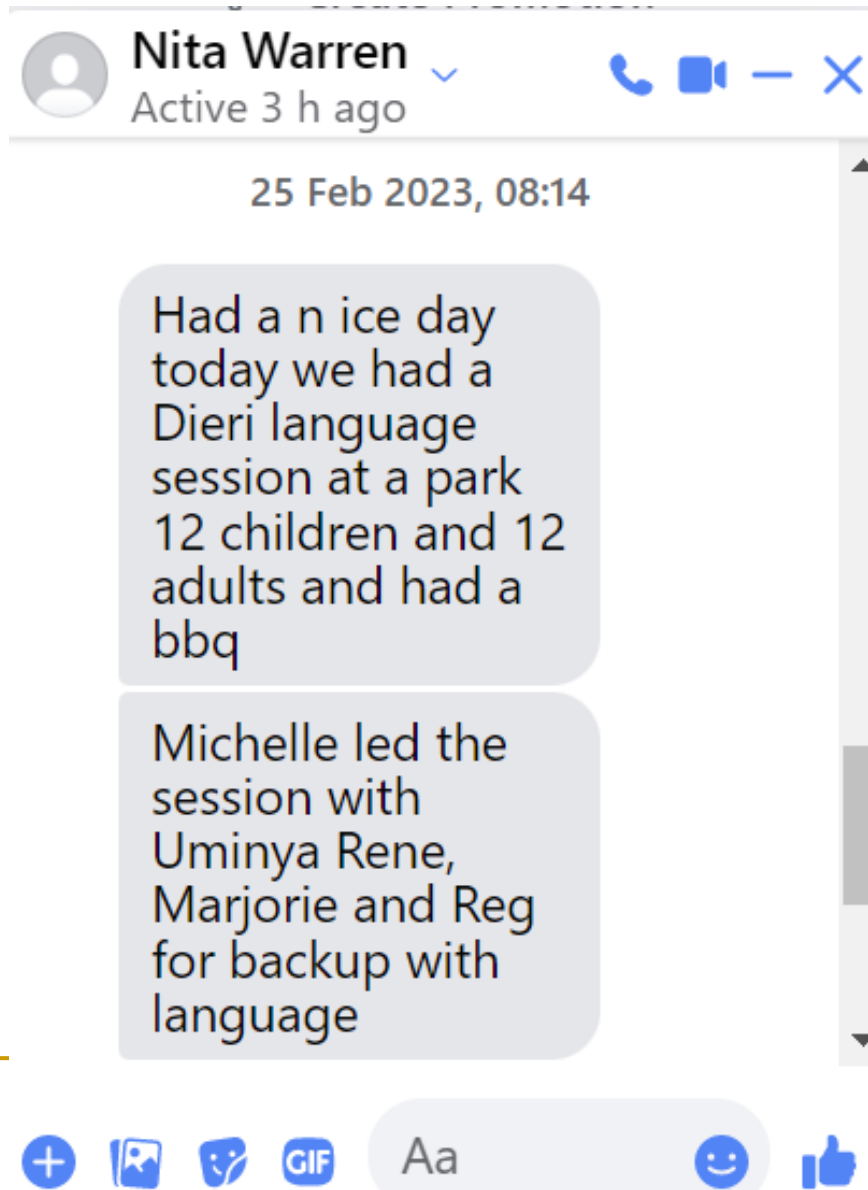 Nita Warren
Active 3 h ago
25 Feb 2023, 08:14
Had a n ice day
today we had a
Dieri language
session at a park
12 children and 12
adults and had a
bbq
Michelle led the
session with
Uminya Rene,
Marjorie and Reg
for backup with
language
GIF
Aa